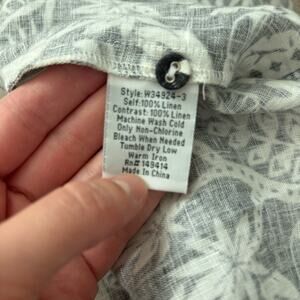 Style: W34924-3
Self:100% Linen
Contrast: 100% Linen
Machine Wash Cold
Only Non-Chlorine
Bleach When Needed
Tumble Dry Low
Warm Iron
Rn# 149414
Made In China